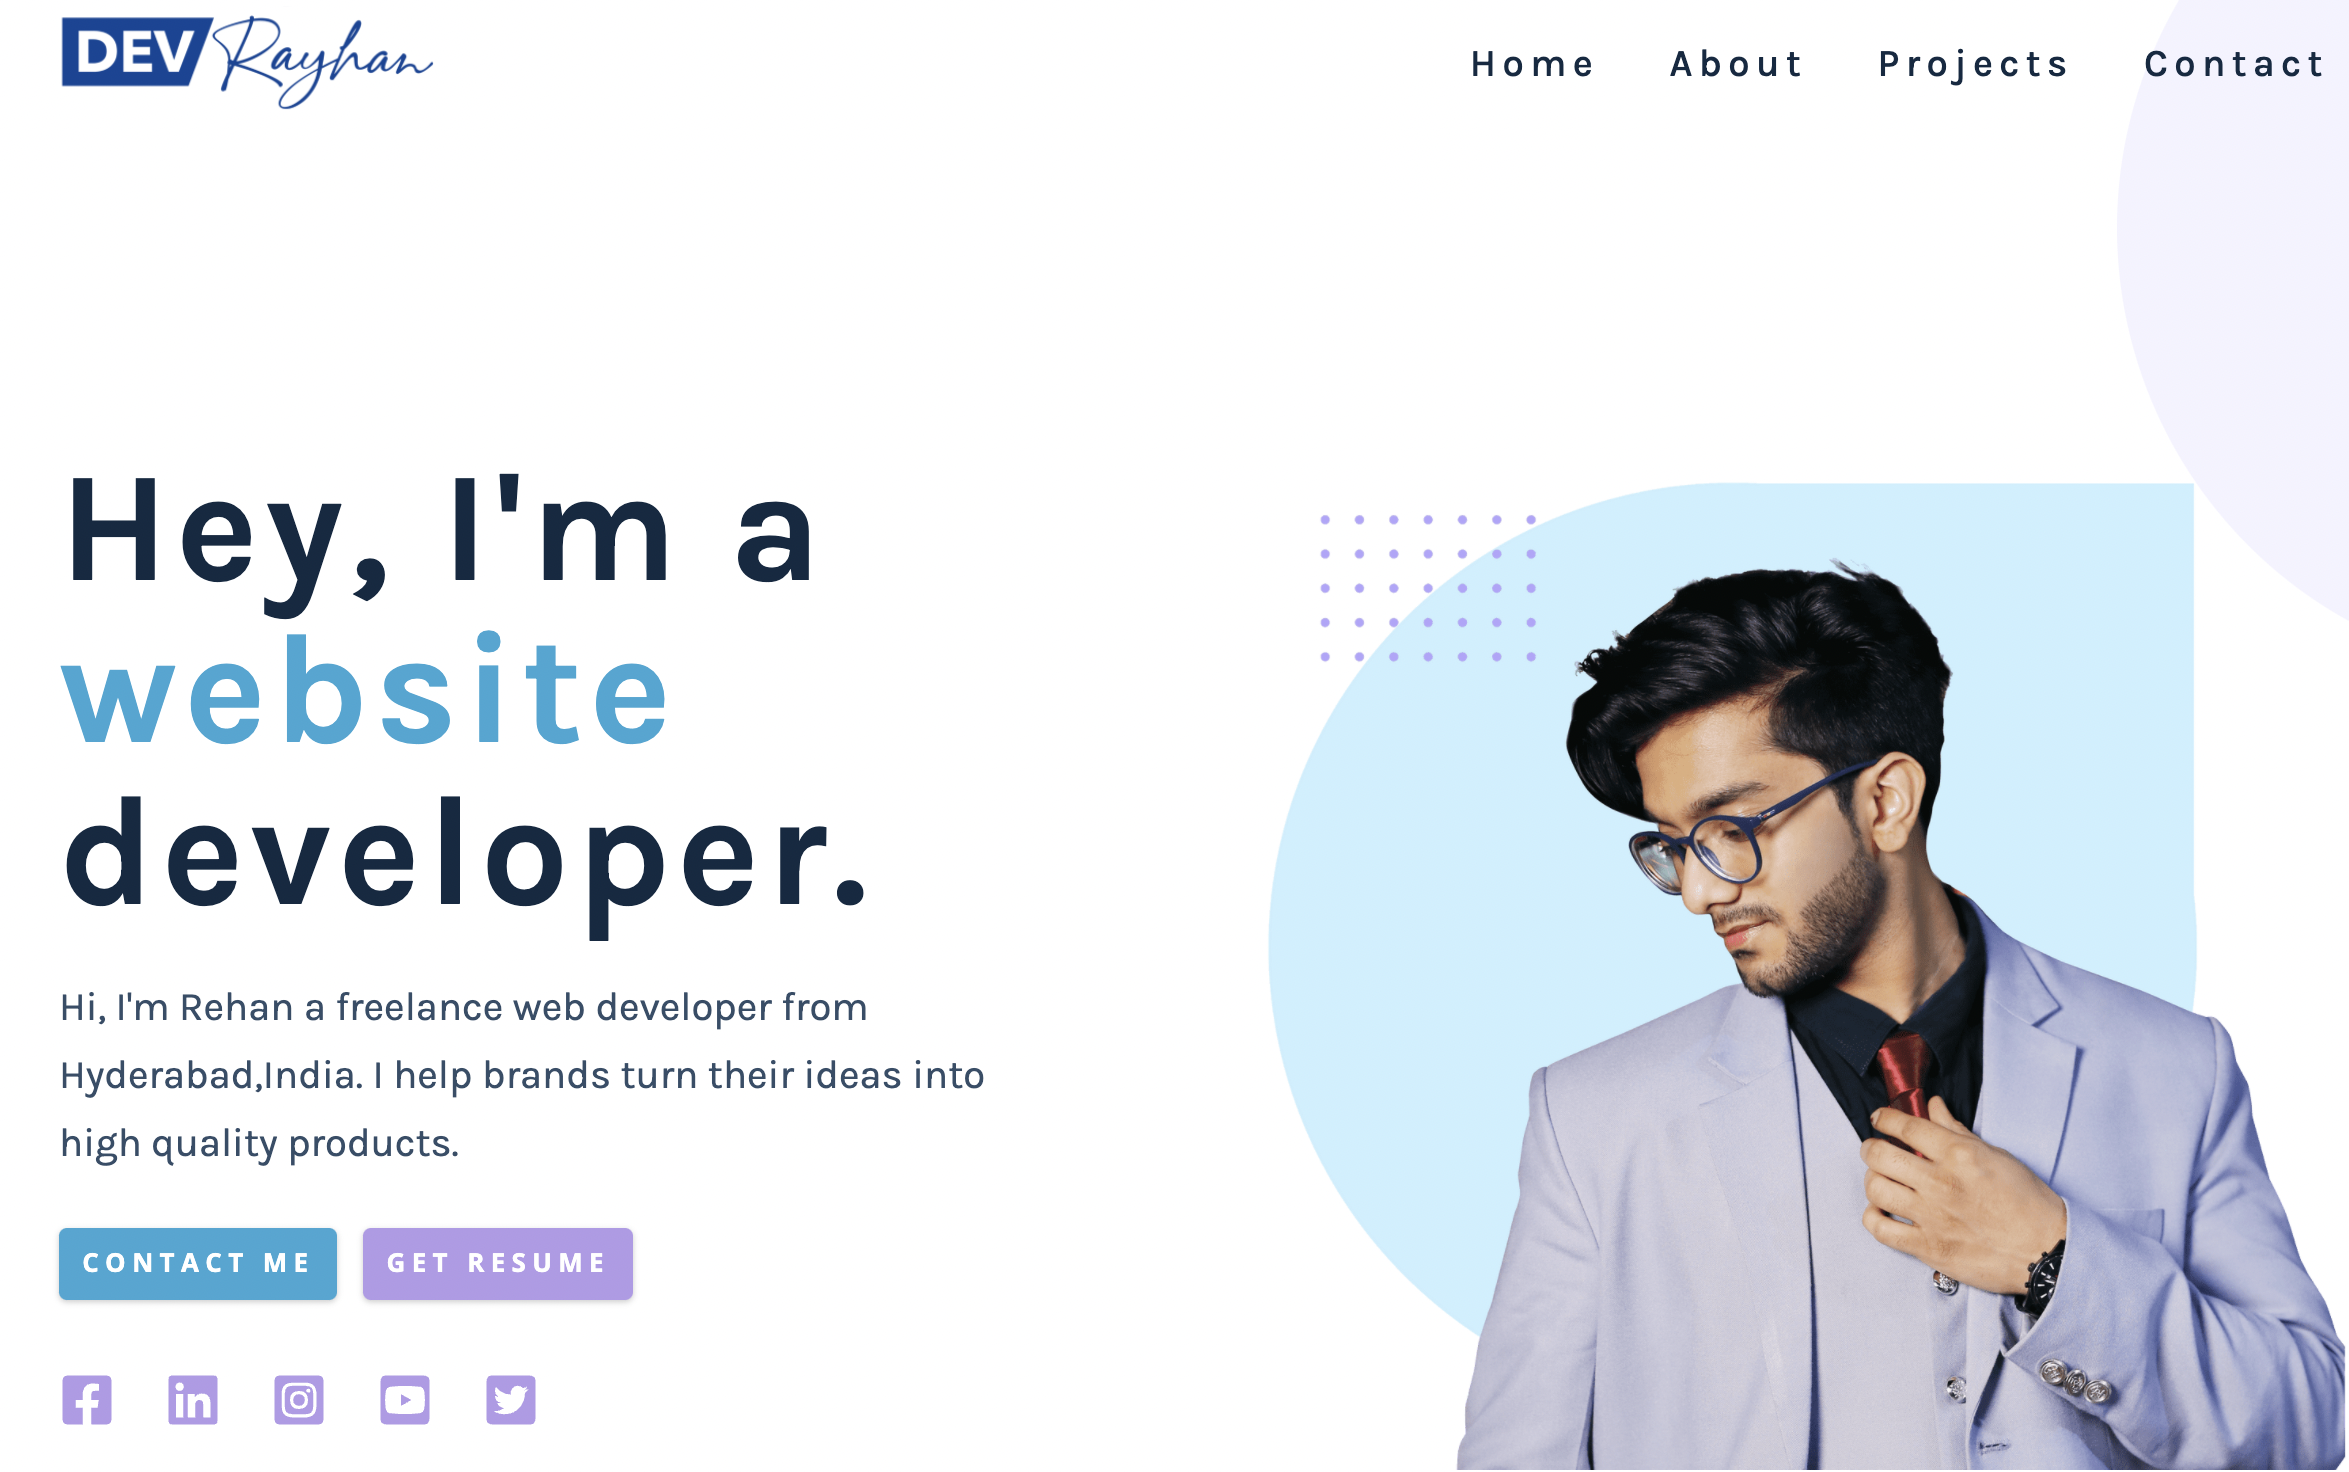 DEV Rayhan
Home About Projects Contact
Hey, I'm a
website
developer.
Hi, I'm Rehan a freelance web developer from
Hyderabad,India. I help brands turn their ideas into
high quality products.
CONTACT ME GET RESUME